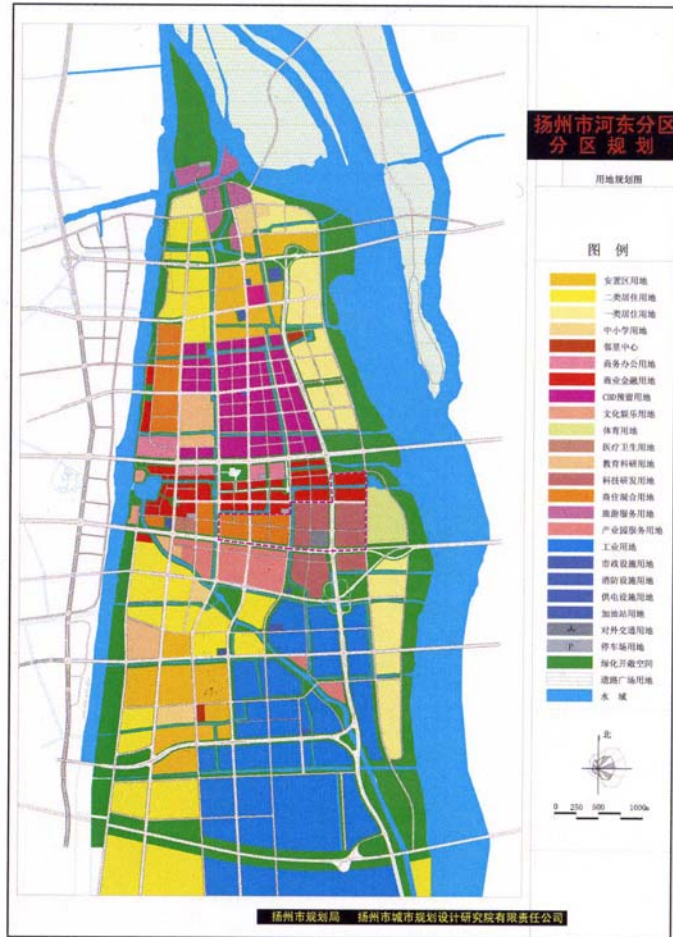 扬州市河东分区
分区规划
用地规划图
图 例
安置区用地
二类居住用地
一类居住用地
中小学用地
邻里中心
商务办公用地
商业金融用地
CBD预留用地
文化娱乐用地
体育用地
医疗卫生用地
教育科研用地
科技研发用地
商住混合用地
旅游服务用地
产业园服务用地
工业用地
市政设施用地
消防设施用地
供电设施用地
加油站用地
对外交通用地
P 停车场用地
绿化开敞空间
道路广场用地
水 域
北
0 250 500 1000m
扬州市规划局 扬州市城市规划设计研究院有限责任公司